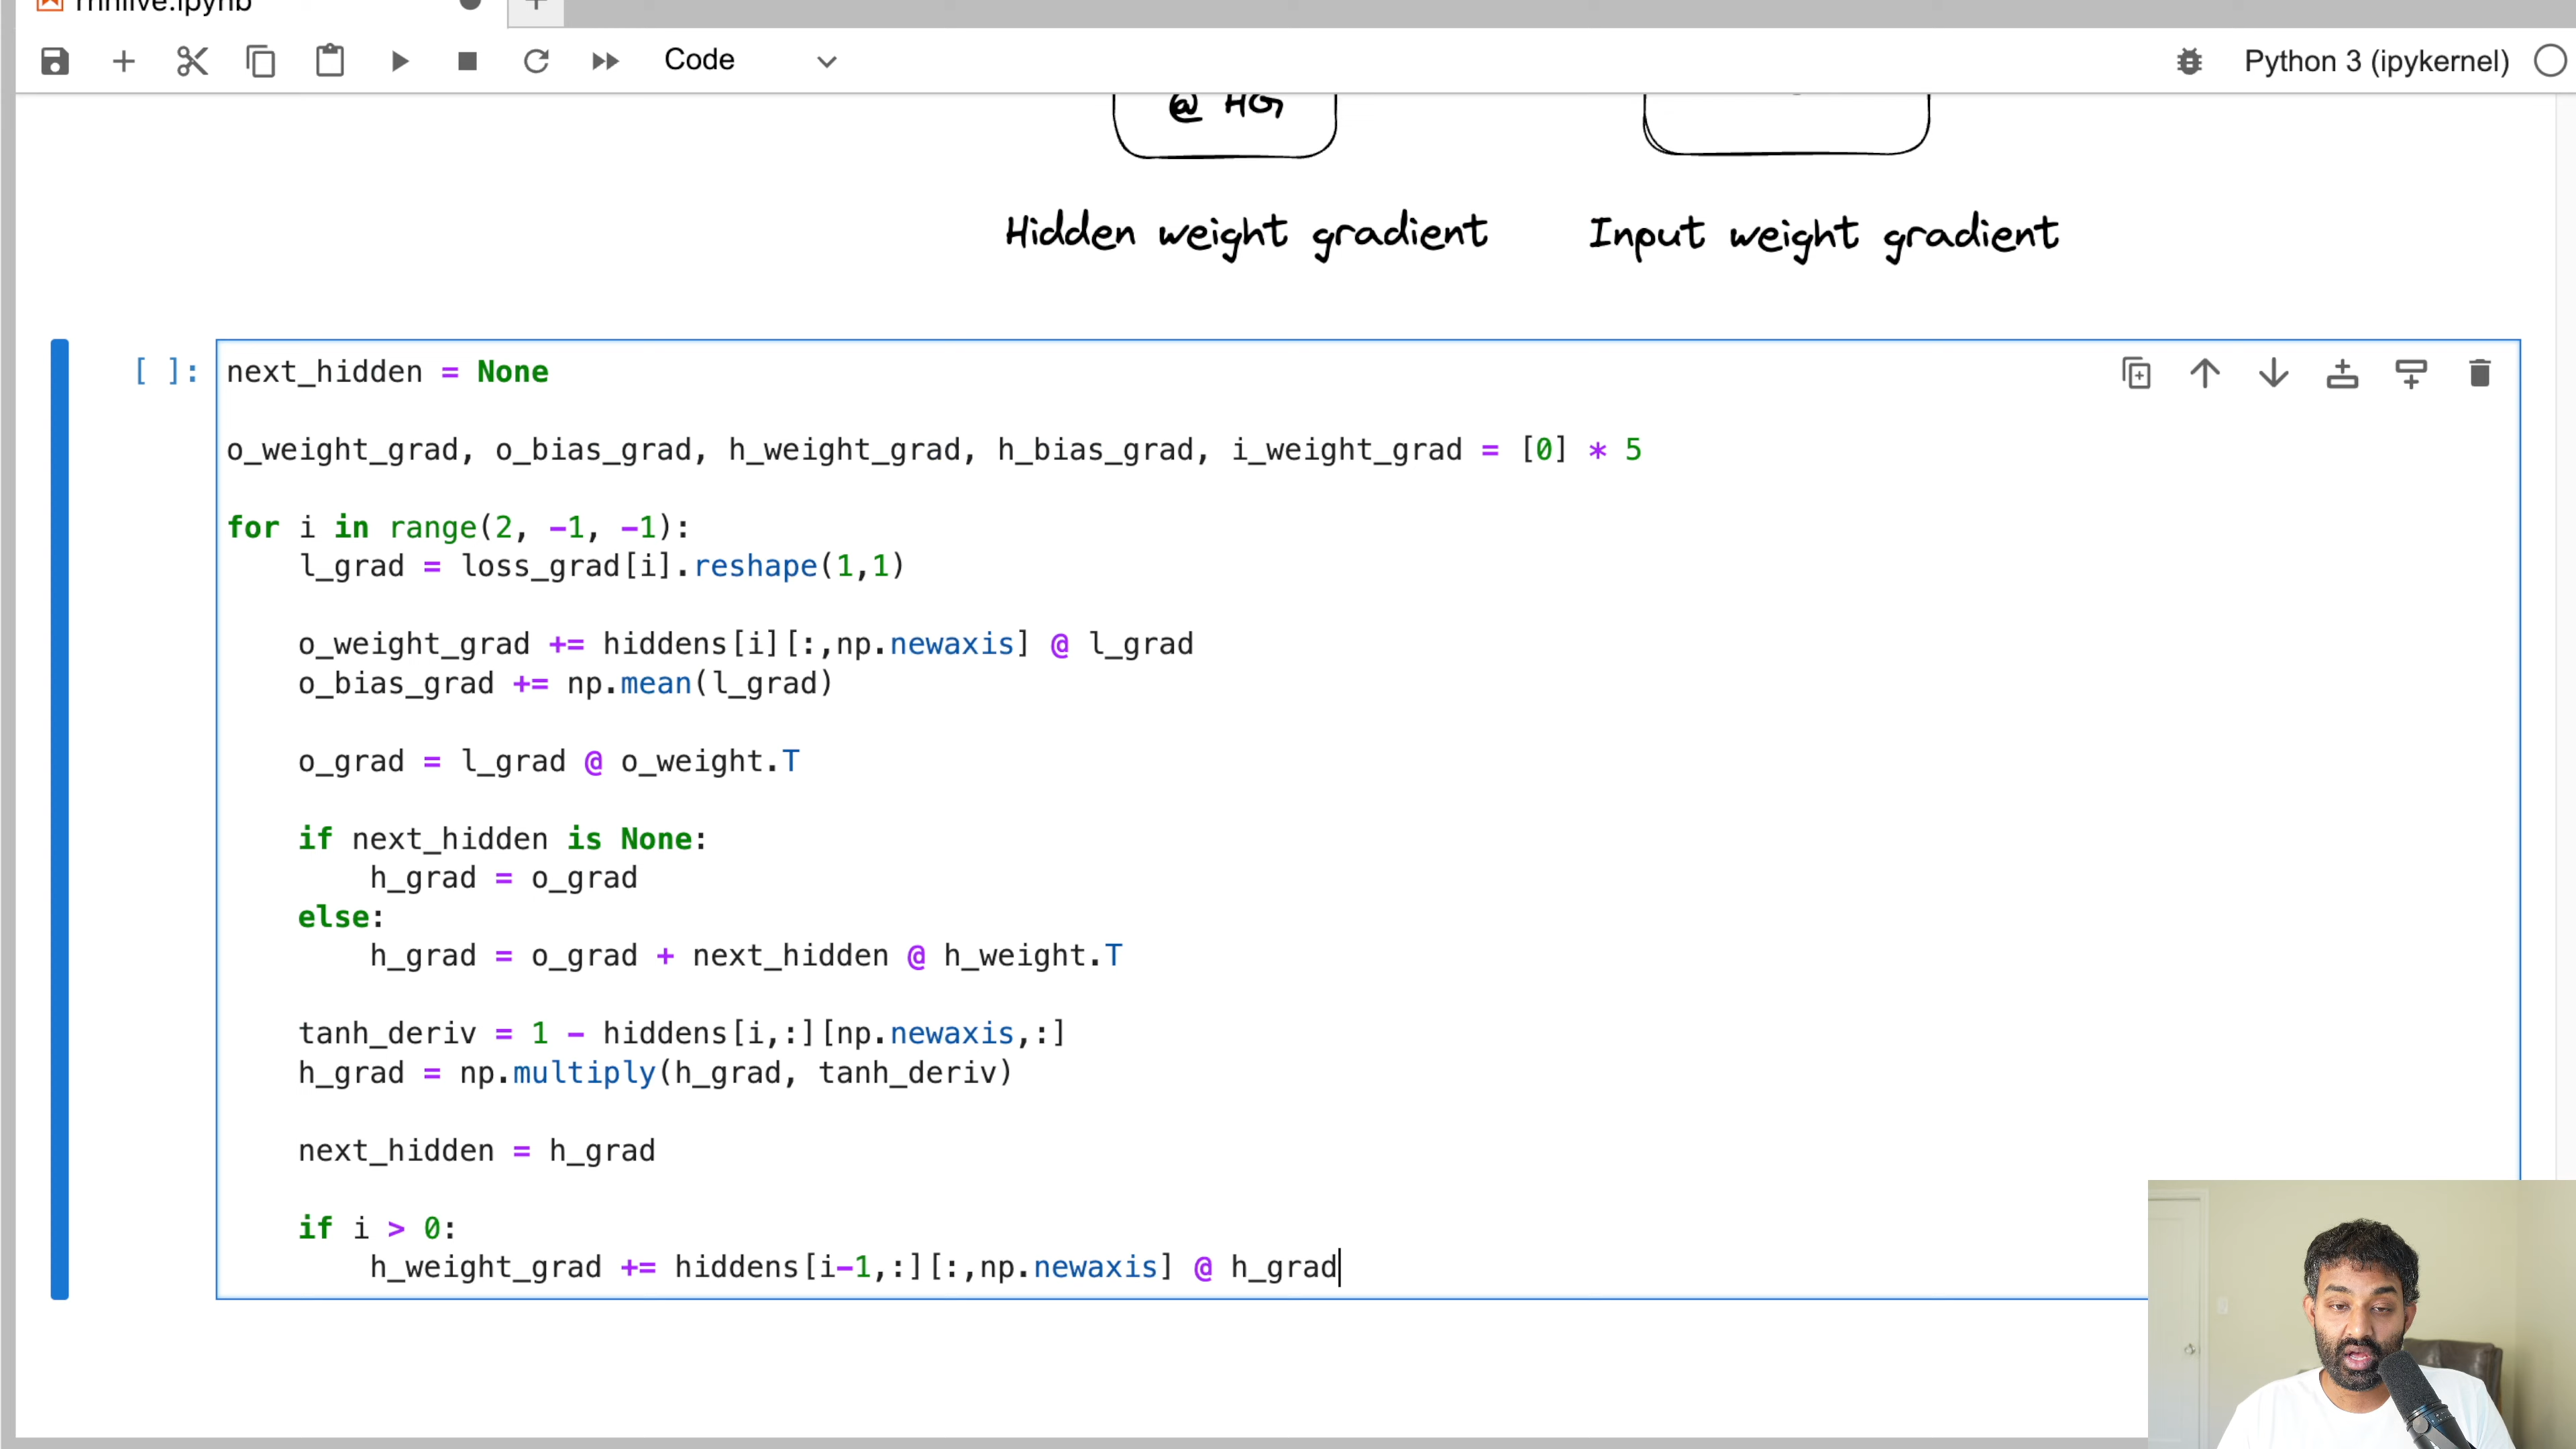 rnnlive.ipynb
Code
Python 3 (ipykernel)
@ HG
Hidden weight gradient
Input weight gradient
[ ]:
next_hidden = None
o_weight_grad, o_bias_grad, h_weight_grad, h_bias_grad, i_weight_grad = [0] * 5
for i in range(2, -1, -1):
l_grad = loss_grad[i].reshape(1,1)
o_weight_grad += hiddens[i][:,np.newaxis] @ l_grad
o_bias_grad += np.mean(l_grad)
o_grad = l_grad @ o_weight.T
if next_hidden is None:
h_grad = o_grad
else:
h_grad = o_grad + next_hidden @ h_weight.T
tanh_deriv = 1 - hiddens[i,:][np.newaxis,:]
h_grad = np.multiply(h_grad, tanh_deriv)
next_hidden = h_grad
if i > 0:
h_weight_grad += hiddens[i-1,:][:,np.newaxis] @ h_grad